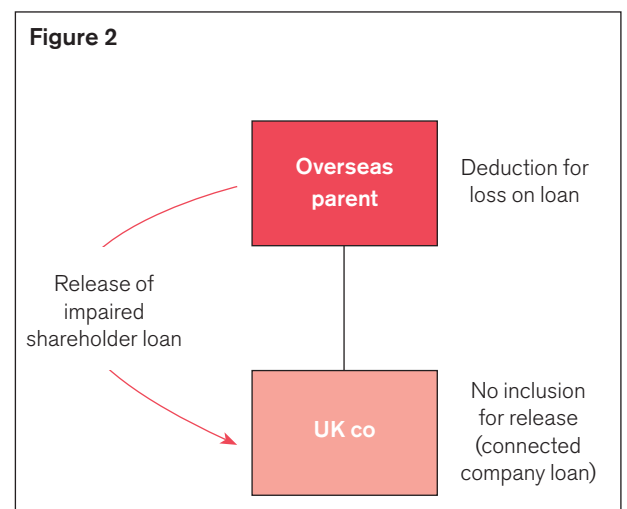 Figure 2
Overseas
parent
Deduction for
loss on loan
Release of
impaired
shareholder loan
UK co
No inclusion
for release
(connected
company loan)